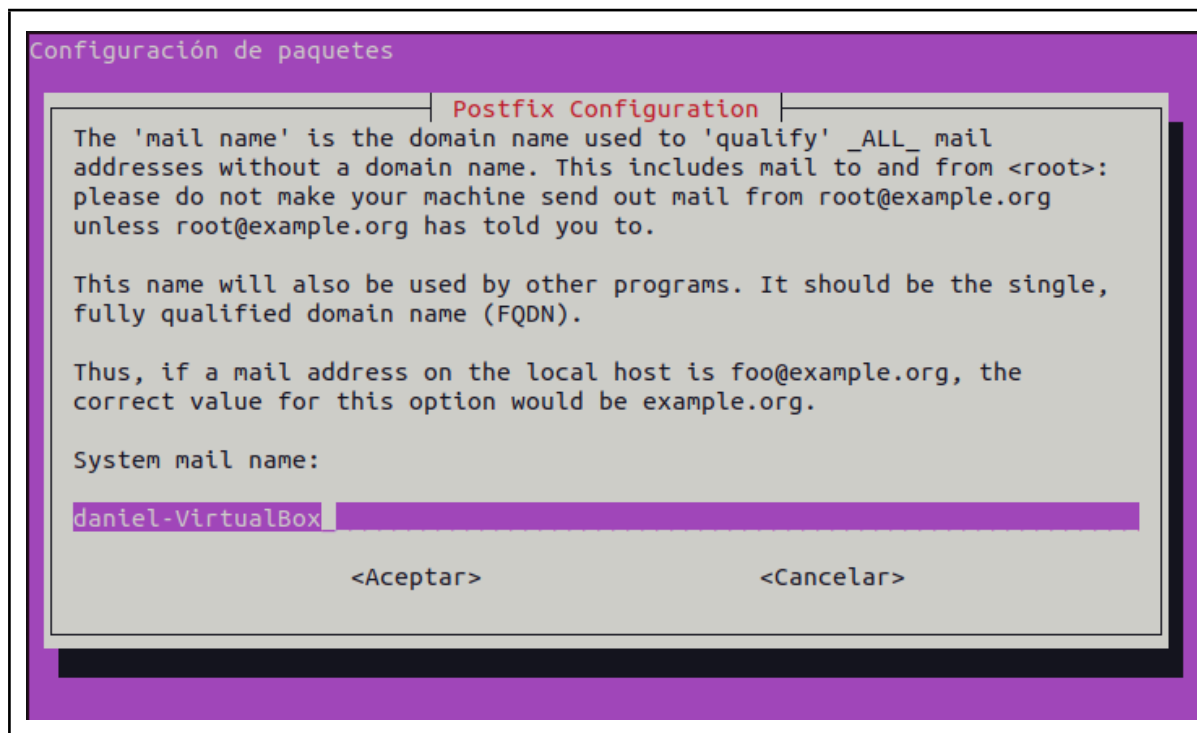 Configuración de paquetes
Postfix Configuration
The 'mail name' is the domain name used to 'qualify' _ALL_ mail
addresses without a domain name. This includes mail to and from <root>:
please do not make your machine send out mail from root@example.org
unless root@example.org has told you to.
This name will also be used by other programs. It should be the single,
fully qualified domain name (FQDN).
Thus, if a mail address on the local host is foo@example.org, the
correct value for this option would be example.org.
System mail name:
daniel-VirtualBox
<Aceptar> <Cancelar>